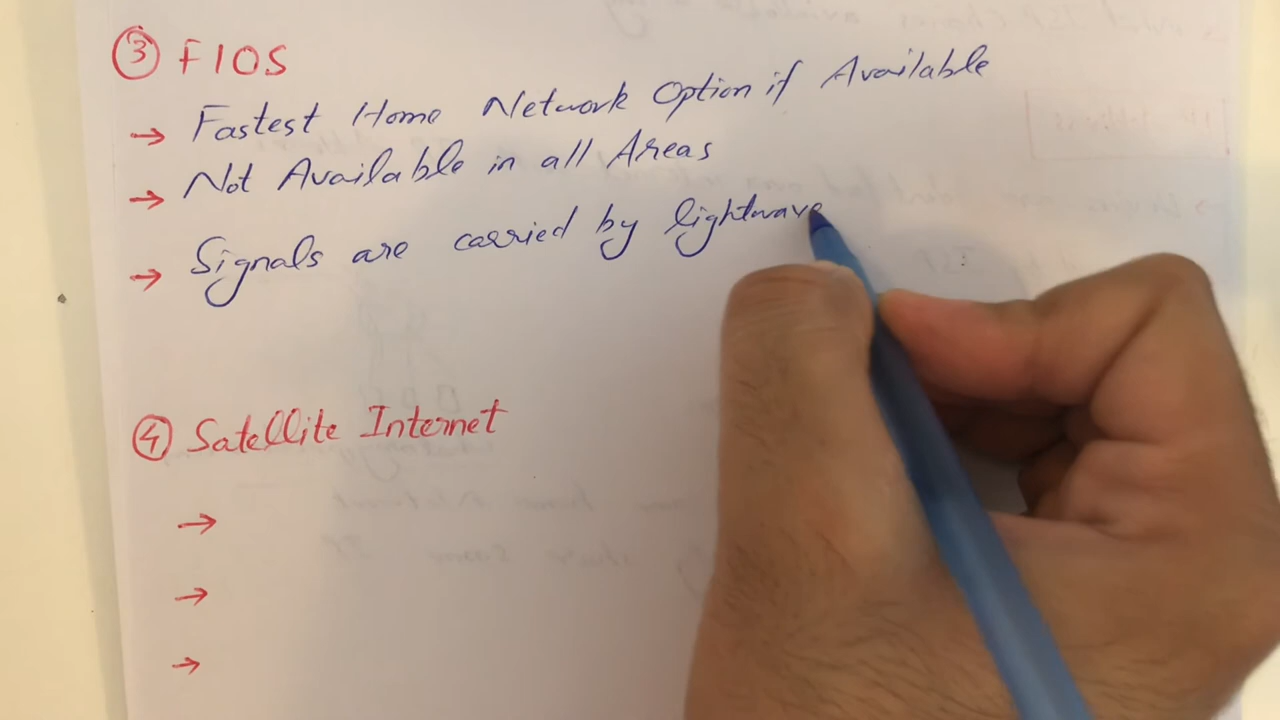 ③ FIOS
→ Fastest Home Network Option if Available
→ Not Available in all Areas
→ Signals are carried by lightwave
④ Satellite Internet
→
→
→